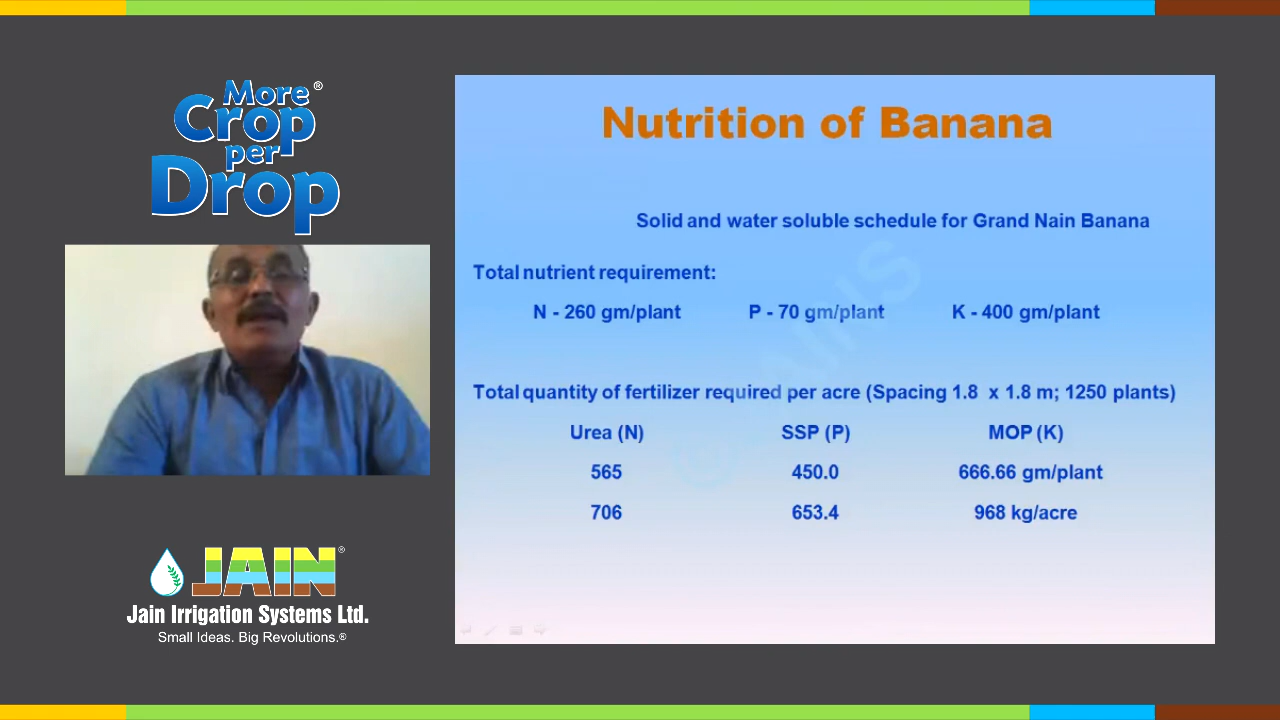 More®
Crop
per
Drop
JAIN®
Jain Irrigation Systems Ltd.
Small Ideas. Big Revolutions.®
Nutrition of Banana
Solid and water soluble schedule for Grand Nain Banana
Total nutrient requirement:
N - 260 gm/plant P - 70 gm/plant K - 400 gm/plant
Total quantity of fertilizer required per acre (Spacing 1.8 x 1.8 m; 1250 plants)
Urea (N) SSP (P) MOP (K)
565 450.0 666.66 gm/plant
706 653.4 968 kg/acre